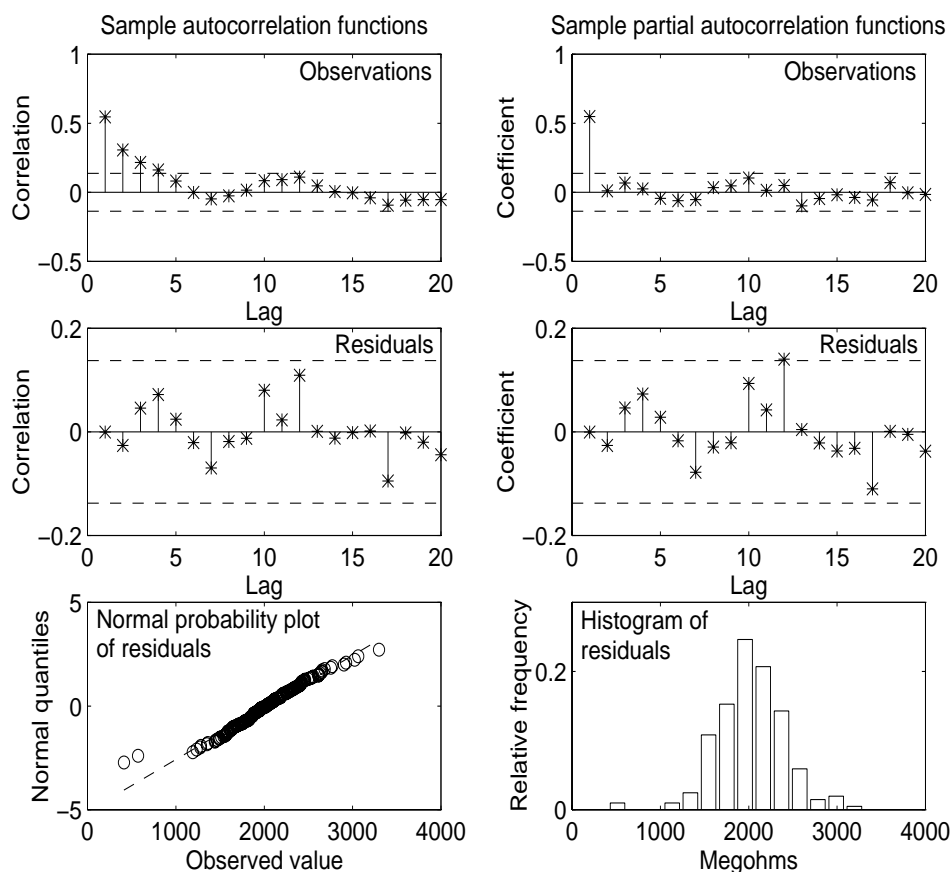 Sample autocorrelation functions
Sample partial autocorrelation functions
1
0.5
0
−0.5
Correlation
Observations
0 5 10 15 20
Lag
1
0.5
0
−0.5
Coefficient
Observations
0 5 10 15 20
Lag
0.2
0
−0.2
Correlation
Residuals
0 5 10 15 20
Lag
0.2
0
−0.2
Coefficient
Residuals
0 5 10 15 20
Lag
5
0
−5
Normal quantiles
Normal probability plot
of residuals
0 1000 2000 3000 4000
Observed value
0.2
0
Relative frequency
Histogram of
residuals
0 1000 2000 3000 4000
Megohms